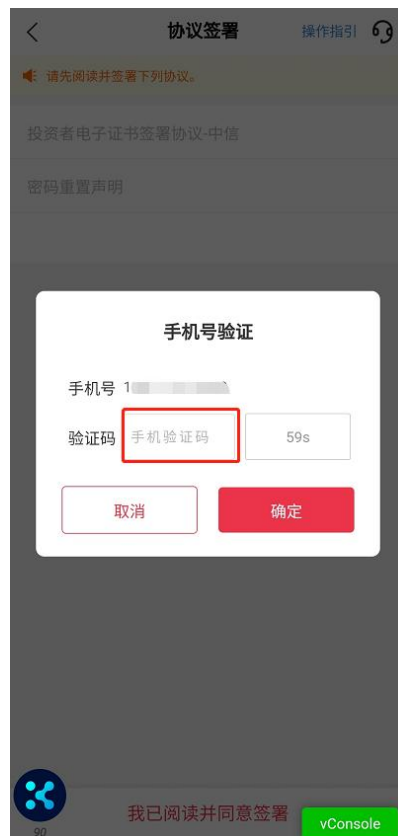 协议签署 操作指引
请先阅读并签署下列协议。
投资者电子证书签署协议-中信
密码重置声明
手机号验证
手机号 1
验证码 手机验证码 59s
取消 确定
我已阅读并同意签署
vConsole
90